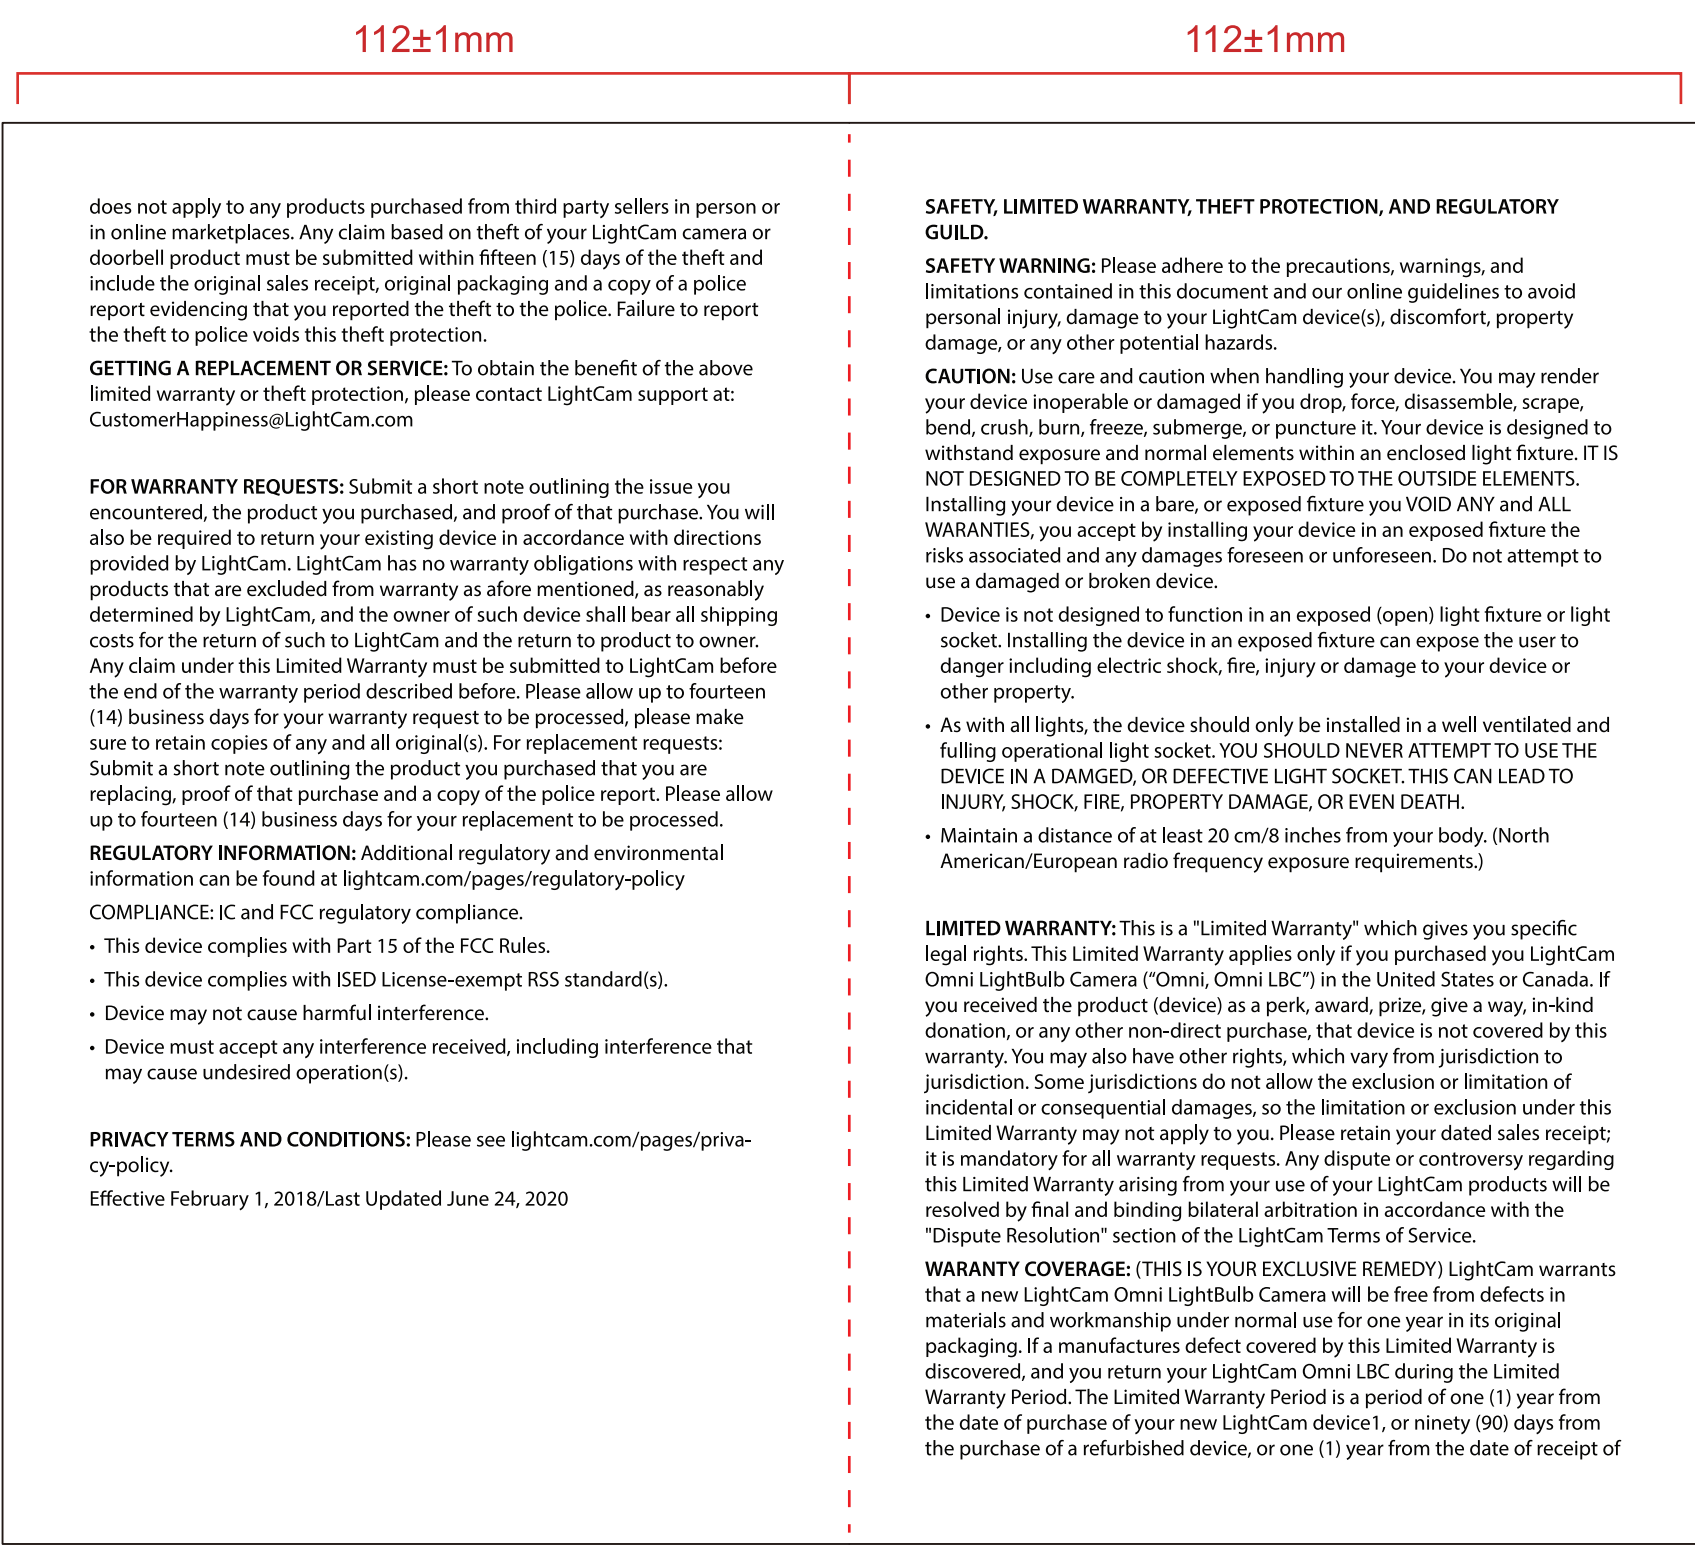 112±1mm
112±1mm
does not apply to any products purchased from third party sellers in person or
in online marketplaces. Any claim based on theft of your LightCam camera or
doorbell product must be submitted within fifteen (15) days of the theft and
include the original sales receipt, original packaging and a copy of a police
report evidencing that you reported the theft to the police. Failure to report
the theft to police voids this theft protection.
GETTING A REPLACEMENT OR SERVICE: To obtain the benefit of the above
limited warranty or theft protection, please contact LightCam support at:
CustomerHappiness@LightCam.com
FOR WARRANTY REQUESTS: Submit a short note outlining the issue you
encountered, the product you purchased, and proof of that purchase. You will
also be required to return your existing device in accordance with directions
provided by LightCam. LightCam has no warranty obligations with respect any
products that are excluded from warranty as afore mentioned, as reasonably
determined by LightCam, and the owner of such device shall bear all shipping
costs for the return of such to LightCam and the return to product to owner.
Any claim under this Limited Warranty must be submitted to LightCam before
the end of the warranty period described before. Please allow up to fourteen
(14) business days for your warranty request to be processed, please make
sure to retain copies of any and all original(s). For replacement requests:
Submit a short note outlining the product you purchased that you are
replacing, proof of that purchase and a copy of the police report. Please allow
up to fourteen (14) business days for your replacement to be processed.
REGULATORY INFORMATION: Additional regulatory and environmental
information can be found at lightcam.com/pages/regulatory-policy
COMPLIANCE: IC and FCC regulatory compliance.
• This device complies with Part 15 of the FCC Rules.
• This device complies with ISED License-exempt RSS standard(s).
• Device may not cause harmful interference.
• Device must accept any interference received, including interference that
may cause undesired operation(s).
PRIVACY TERMS AND CONDITIONS: Please see lightcam.com/pages/priva-
cy-policy.
Effective February 1, 2018/Last Updated June 24, 2020
SAFETY, LIMITED WARRANTY, THEFT PROTECTION, AND REGULATORY
GUILD.
SAFETY WARNING: Please adhere to the precautions, warnings, and
limitations contained in this document and our online guidelines to avoid
personal injury, damage to your LightCam device(s), discomfort, property
damage, or any other potential hazards.
CAUTION: Use care and caution when handling your device. You may render
your device inoperable or damaged if you drop, force, disassemble, scrape,
bend, crush, burn, freeze, submerge, or puncture it. Your device is designed to
withstand exposure and normal elements within an enclosed light fixture. IT IS
NOT DESIGNED TO BE COMPLETELY EXPOSED TO THE OUTSIDE ELEMENTS.
Installing your device in a bare, or exposed fixture you VOID ANY and ALL
WARANTIES, you accept by installing your device in an exposed fixture the
risks associated and any damages foreseen or unforeseen. Do not attempt to
use a damaged or broken device.
• Device is not designed to function in an exposed (open) light fixture or light
socket. Installing the device in an exposed fixture can expose the user to
danger including electric shock, fire, injury or damage to your device or
other property.
• As with all lights, the device should only be installed in a well ventilated and
fulling operational light socket. YOU SHOULD NEVER ATTEMPT TO USE THE
DEVICE IN A DAMGED, OR DEFECTIVE LIGHT SOCKET. THIS CAN LEAD TO
INJURY, SHOCK, FIRE, PROPERTY DAMAGE, OR EVEN DEATH.
• Maintain a distance of at least 20 cm/8 inches from your body. (North
American/European radio frequency exposure requirements.)
LIMITED WARRANTY: This is a "Limited Warranty" which gives you specific
legal rights. This Limited Warranty applies only if you purchased you LightCam
Omni LightBulb Camera (“Omni, Omni LBC”) in the United States or Canada. If
you received the product (device) as a perk, award, prize, give a way, in-kind
donation, or any other non-direct purchase, that device is not covered by this
warranty. You may also have other rights, which vary from jurisdiction to
jurisdiction. Some jurisdictions do not allow the exclusion or limitation of
incidental or consequential damages, so the limitation or exclusion under this
Limited Warranty may not apply to you. Please retain your dated sales receipt;
it is mandatory for all warranty requests. Any dispute or controversy regarding
this Limited Warranty arising from your use of your LightCam products will be
resolved by final and binding bilateral arbitration in accordance with the
"Dispute Resolution" section of the LightCam Terms of Service.
WARANTY COVERAGE: (THIS IS YOUR EXCLUSIVE REMEDY) LightCam warrants
that a new LightCam Omni LightBulb Camera will be free from defects in
materials and workmanship under normal use for one year in its original
packaging. If a manufactures defect covered by this Limited Warranty is
discovered, and you return your LightCam Omni LBC during the Limited
Warranty Period. The Limited Warranty Period is a period of one (1) year from
the date of purchase of your new LightCam device1, or ninety (90) days from
the purchase of a refurbished device, or one (1) year from the date of receipt of